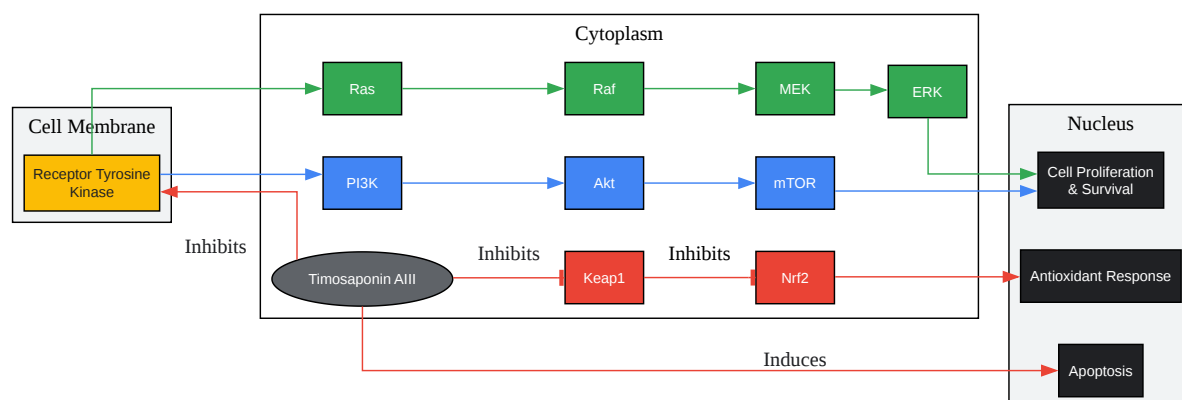 Cytoplasm
Ras
Raf
MEK
ERK
Cell Membrane
Nucleus
Receptor Tyrosine
Kinase
PI3K
Akt
mTOR
Cell Proliferation
& Survival
Inhibits
Inhibits
Inhibits
Timosaponin AIII
Keap1
Nrf2
Antioxidant Response
Induces
Apoptosis